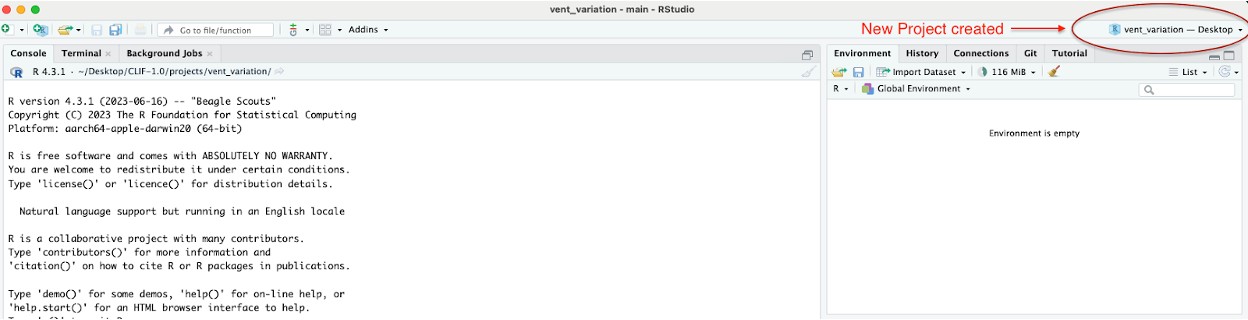 vent_variation - main - RStudio
Go to file/function
Addins
New Project created
vent_variation — Desktop
Console
Terminal
Background Jobs
R 4.3.1 · ~/Desktop/CLIF-1.0/projects/vent_variation/
R version 4.3.1 (2023-06-16) -- "Beagle Scouts"
Copyright (C) 2023 The R Foundation for Statistical Computing
Platform: aarch64-apple-darwin20 (64-bit)
R is free software and comes with ABSOLUTELY NO WARRANTY.
You are welcome to redistribute it under certain conditions.
Type 'license()' or 'licence()' for distribution details.
Natural language support but running in an English locale
R is a collaborative project with many contributors.
Type 'contributors()' for more information and
'citation()' on how to cite R or R packages in publications.
Type 'demo()' for some demos, 'help()' for on-line help, or
'help.start()' for an HTML browser interface to help.
Environment
History
Connections
Git
Tutorial
Import Dataset
116 MiB
List
R
Global Environment
Environment is empty